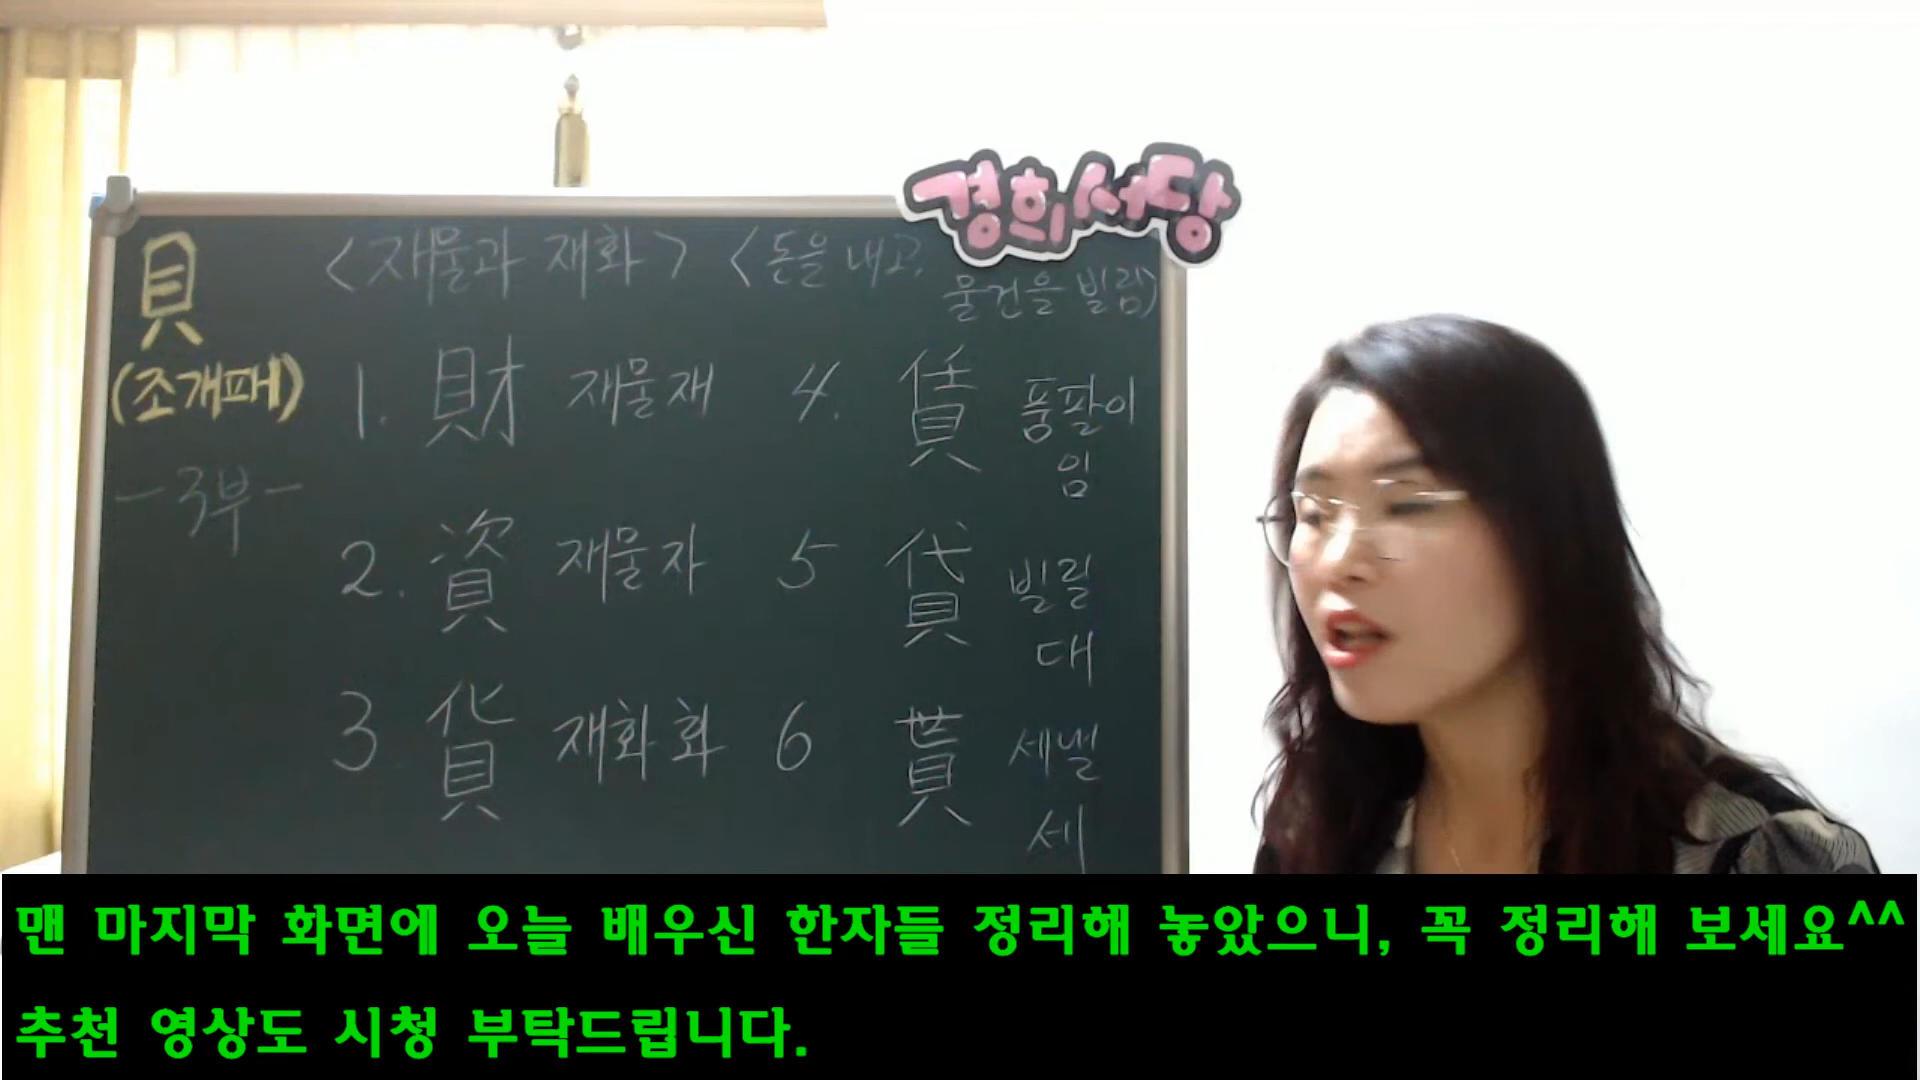 경희서당
貝
(조개패)
-3부-
<재물과 재화>
<돈을 내고
물건을 빌림>
1. 財 재물재
2. 資 재물자
3 貨 재화화
4. 賃 품팔이
임
5 貸 빌릴
대
6 貰 세낼
세
맨 마지막 화면에 오늘 배우신 한자들 정리해 놓았으니, 꼭 정리해 보세요^^
추천 영상도 시청 부탁드립니다.